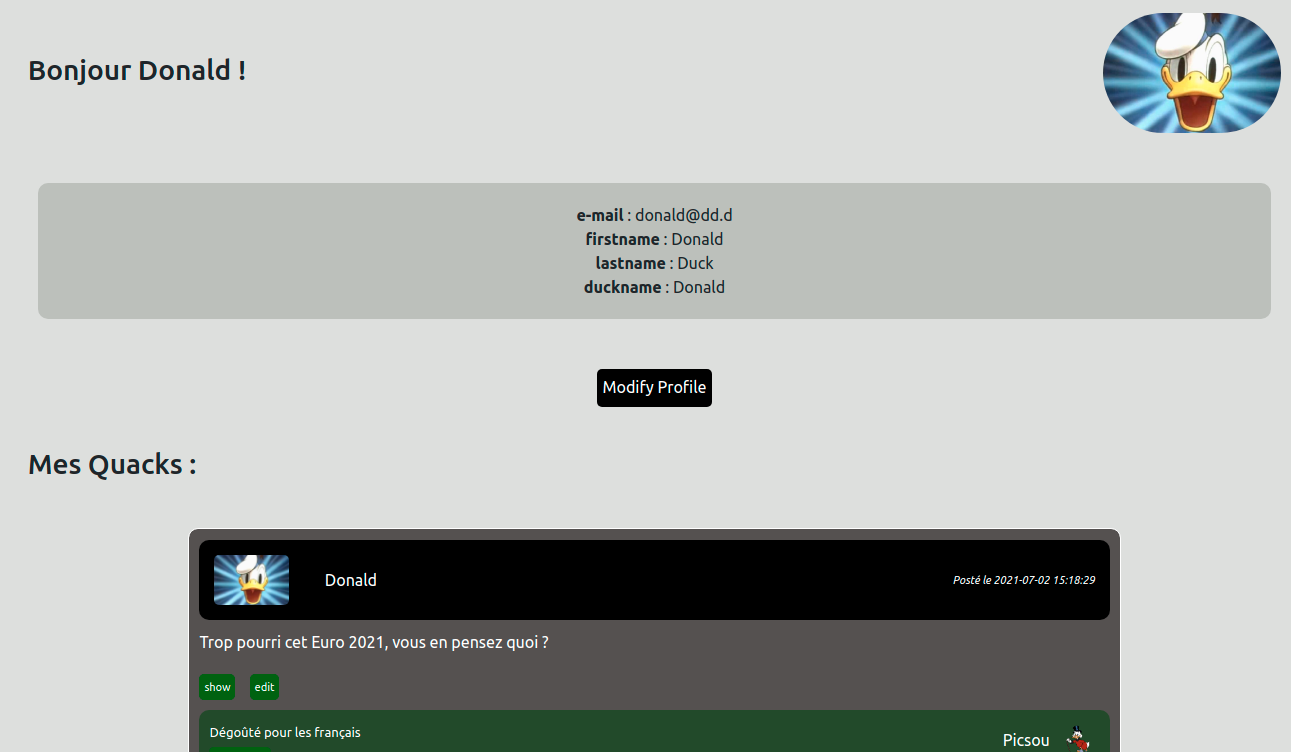 Bonjour Donald !
e-mail : donald@dd.d
firstname : Donald
lastname : Duck
duckname : Donald
Modify Profile
Mes Quacks :
Donald
Posté le 2021-07-02 15:18:29
Trop pourri cet Euro 2021, vous en pensez quoi ?
show edit
Dégoûté pour les français
Picsou